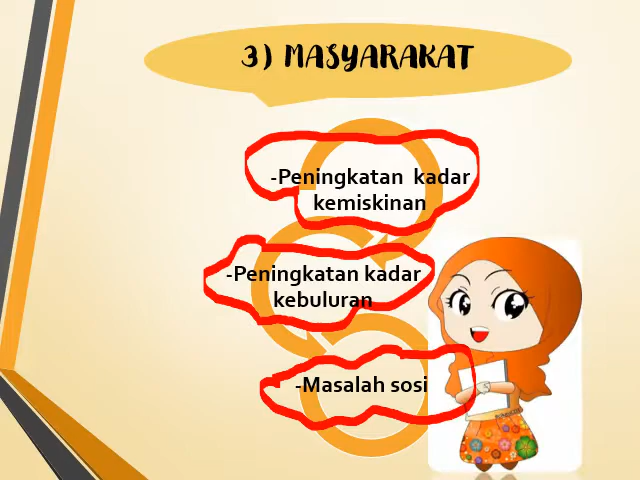 3) MASYARAKAT
-Peningkatan kadar
kemiskinan
-Peningkatan kadar
kebuluran
-Masalah sosi